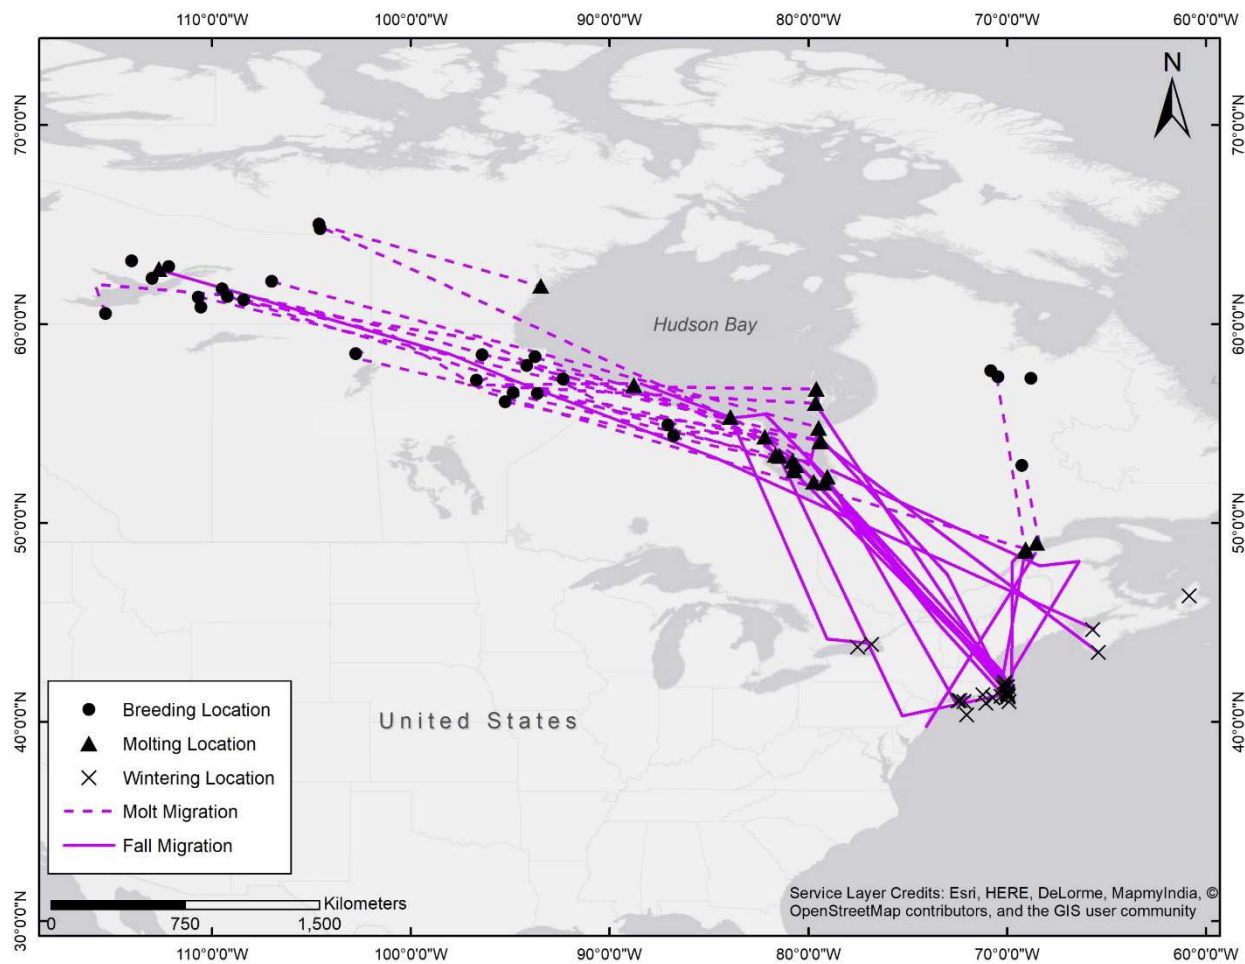 110°0'0"W 100°0'0"W 90°0'0"W 80°0'0"W 70°0'0"W 60°0'0"W
N
70°0'0"N 70°0'0"N
60°0'0"N Hudson Bay 60°0'0"N
50°0'0"N 50°0'0"N
40°0'0"N United States 40°0'0"N
30°0'0"N 30°0'0"N
Breeding Location
Molting Location
Wintering Location
Molt Migration
Fall Migration
Kilometers
0 750 1,500
Service Layer Credits: Esri, HERE, DeLorme, MapmyIndia, ©
OpenStreetMap contributors, and the GIS user community
110°0'0"W 100°0'0"W 90°0'0"W 80°0'0"W 70°0'0"W 60°0'0"W